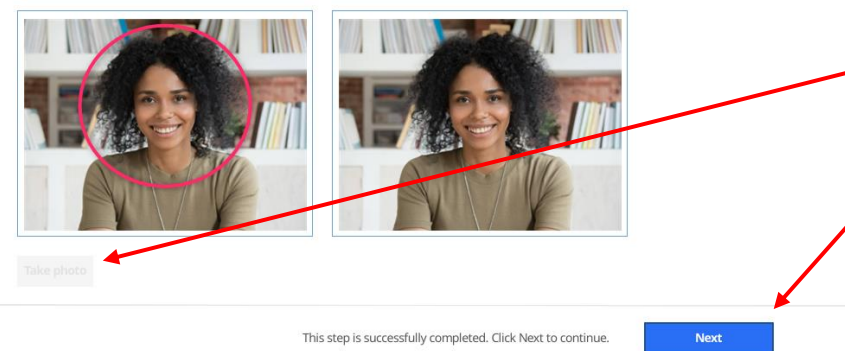 Take photo
This step is successfully completed. Click Next to continue.
Next